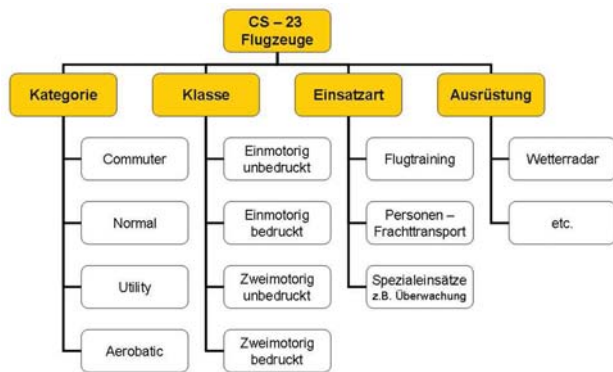 CS – 23
Flugzeuge
Kategorie
Klasse
Einsatzart
Ausrüstung
Commuter
Einmotorig
unbedruckt
Flugtraining
Wetterradar
Normal
Einmotorig
bedruckt
Personen –
Frachttransport
etc.
Utility
Zweimotorig
unbedruckt
Spezialeinsätze
z.B. Überwachung
Aerobatic
Zweimotorig
bedruckt